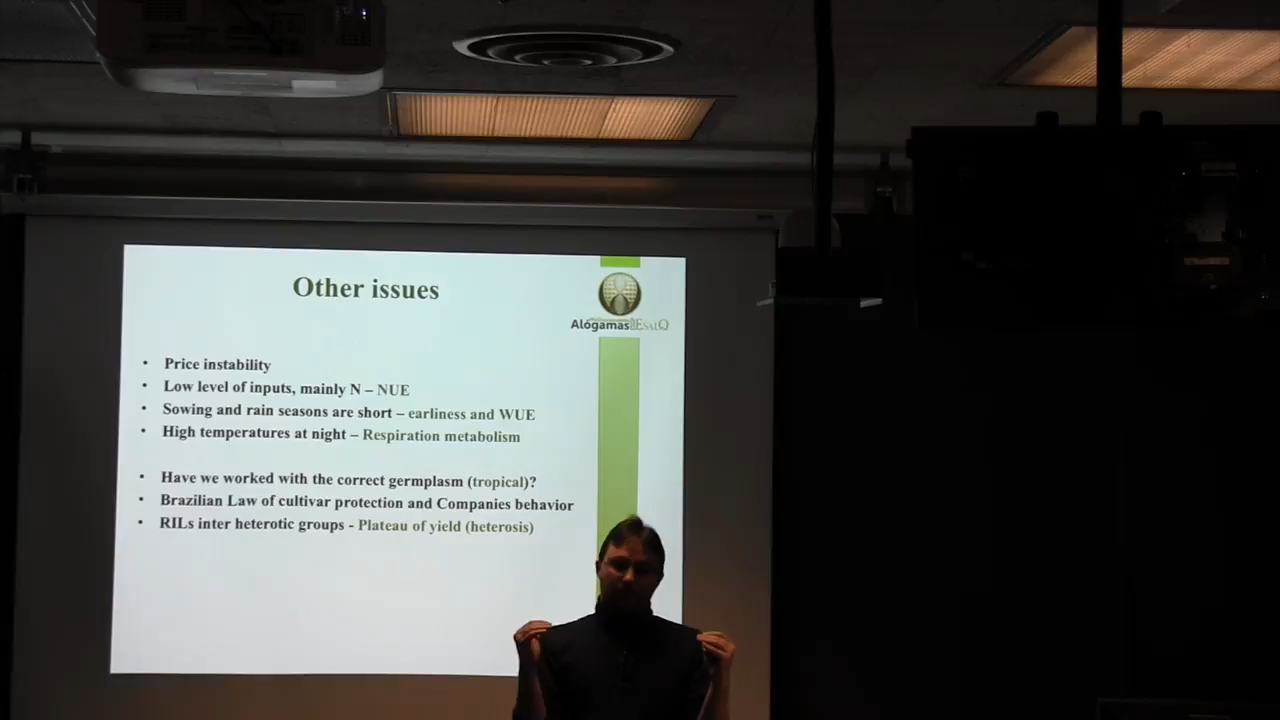 Other issues
Alógamas ESALQ
• Price instability
• Low level of inputs, mainly N – NUE
• Sowing and rain seasons are short – earliness and WUE
• High temperatures at night – Respiration metabolism
• Have we worked with the correct germplasm (tropical)?
• Brazilian Law of cultivar protection and Companies behavior
• RILs inter heterotic groups - Plateau of yield (heterosis)